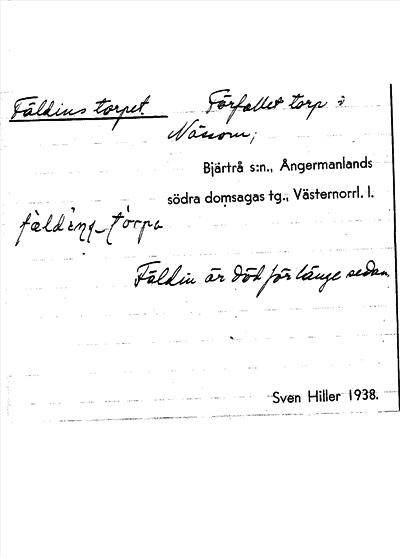 Fäldins torpet. Förfallet torp i
Nässom;
Bjärtrå s:n., Ångermanlands
södra domsagas tg., Västernorrl. l.
Fäldin är död för länge sedan.
Sven Hiller 1938.